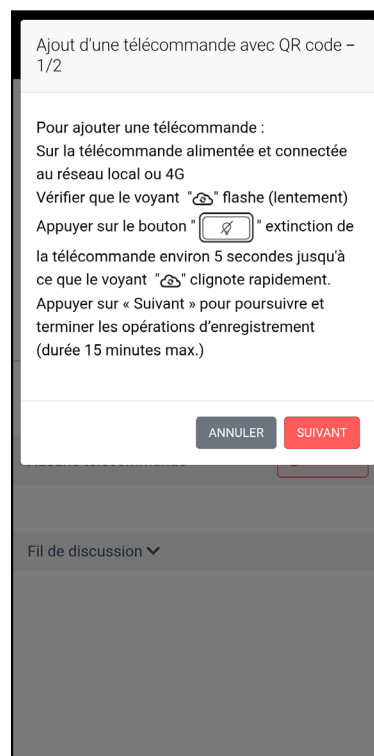 Ajout d'une télécommande avec QR code –
1/2
Pour ajouter une télécommande :
Sur la télécommande alimentée et connectée
au réseau local ou 4G
Vérifier que le voyant " " flashe (lentement)
Appuyer sur le bouton " " extinction de
la télécommande environ 5 secondes jusqu'à
ce que le voyant " " clignote rapidement.
Appuyer sur « Suivant » pour poursuivre et
terminer les opérations d’enregistrement
(durée 15 minutes max.)
ANNULER SUIVANT
Fil de discussion